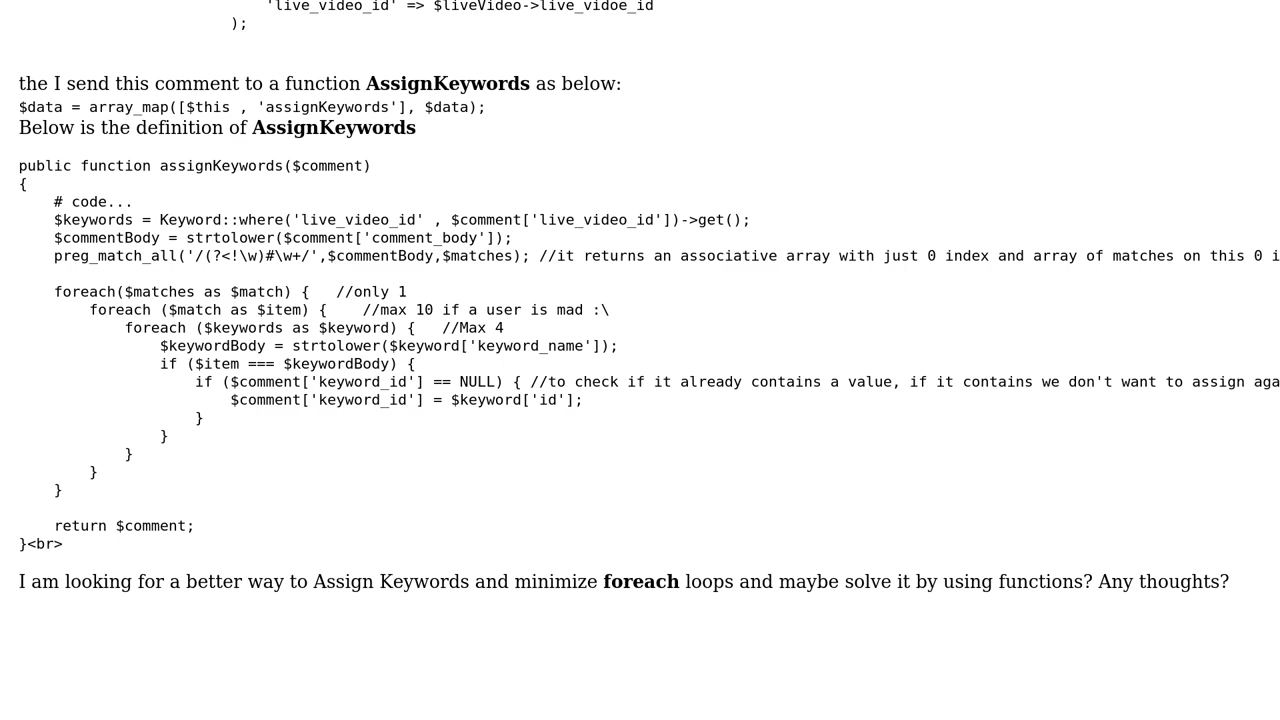 'live_video_id' => $liveVideo->live_vidoe_id
);
the I send this comment to a function AssignKeywords as below:
$data = array_map([$this , 'assignKeywords'], $data);
Below is the definition of AssignKeywords
public function assignKeywords($comment)
{
# code...
$keywords = Keyword::where('live_video_id' , $comment['live_video_id'])->get();
$commentBody = strtolower($comment['comment_body']);
preg_match_all('/(?<!\w)#\w+/',$commentBody,$matches); //it returns an associative array with just 0 index and array of matches on this 0 i
foreach($matches as $match) {   //only 1
foreach ($match as $item) {    //max 10 if a user is mad :\
foreach ($keywords as $keyword) {   //Max 4
$keywordBody = strtolower($keyword['keyword_name']);
if ($item === $keywordBody) {
if ($comment['keyword_id'] == NULL) { //to check if it already contains a value, if it contains we don't want to assign aga
$comment['keyword_id'] = $keyword['id'];
}
}
}
}
}
return $comment;
}<br>
I am looking for a better way to Assign Keywords and minimize foreach loops and maybe solve it by using functions? Any thoughts?